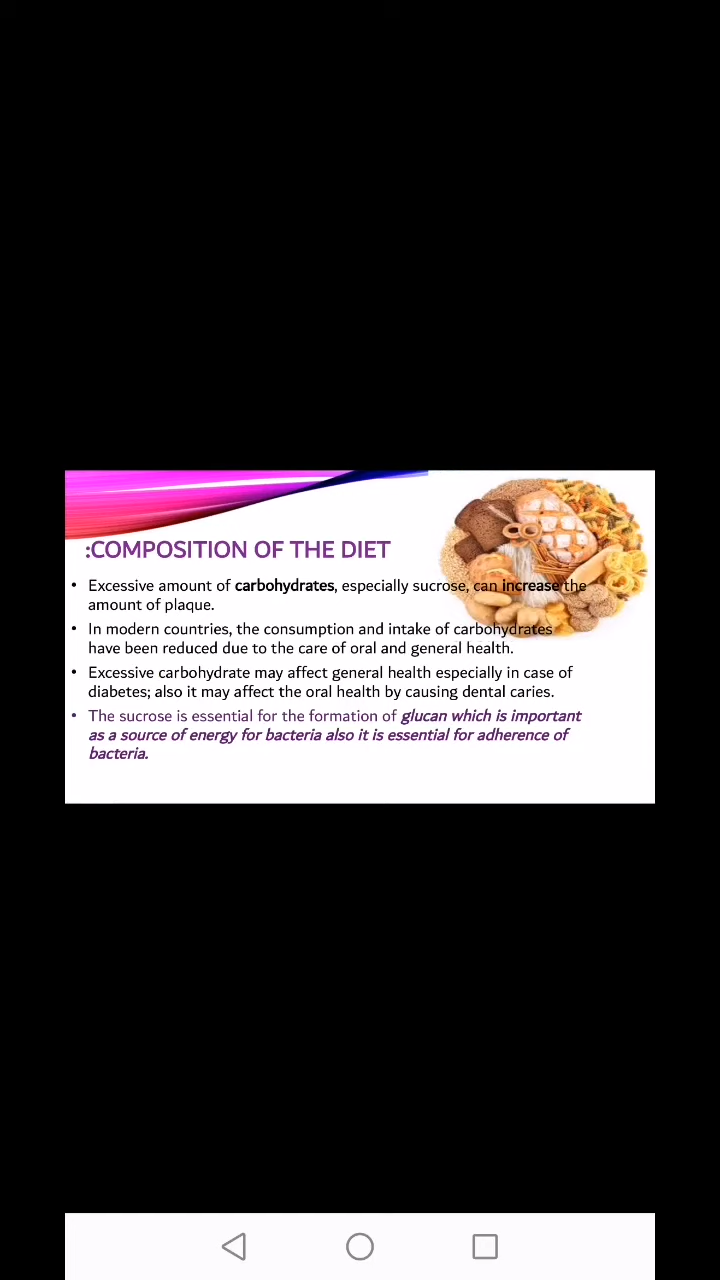 :COMPOSITION OF THE DIET
• Excessive amount of carbohydrates, especially sucrose, can increase the
amount of plaque.
• In modern countries, the consumption and intake of carbohydrates
have been reduced due to the care of oral and general health.
• Excessive carbohydrate may affect general health especially in case of
diabetes; also it may affect the oral health by causing dental caries.
• The sucrose is essential for the formation of glucan which is important
as a source of energy for bacteria also it is essential for adherence of
bacteria.